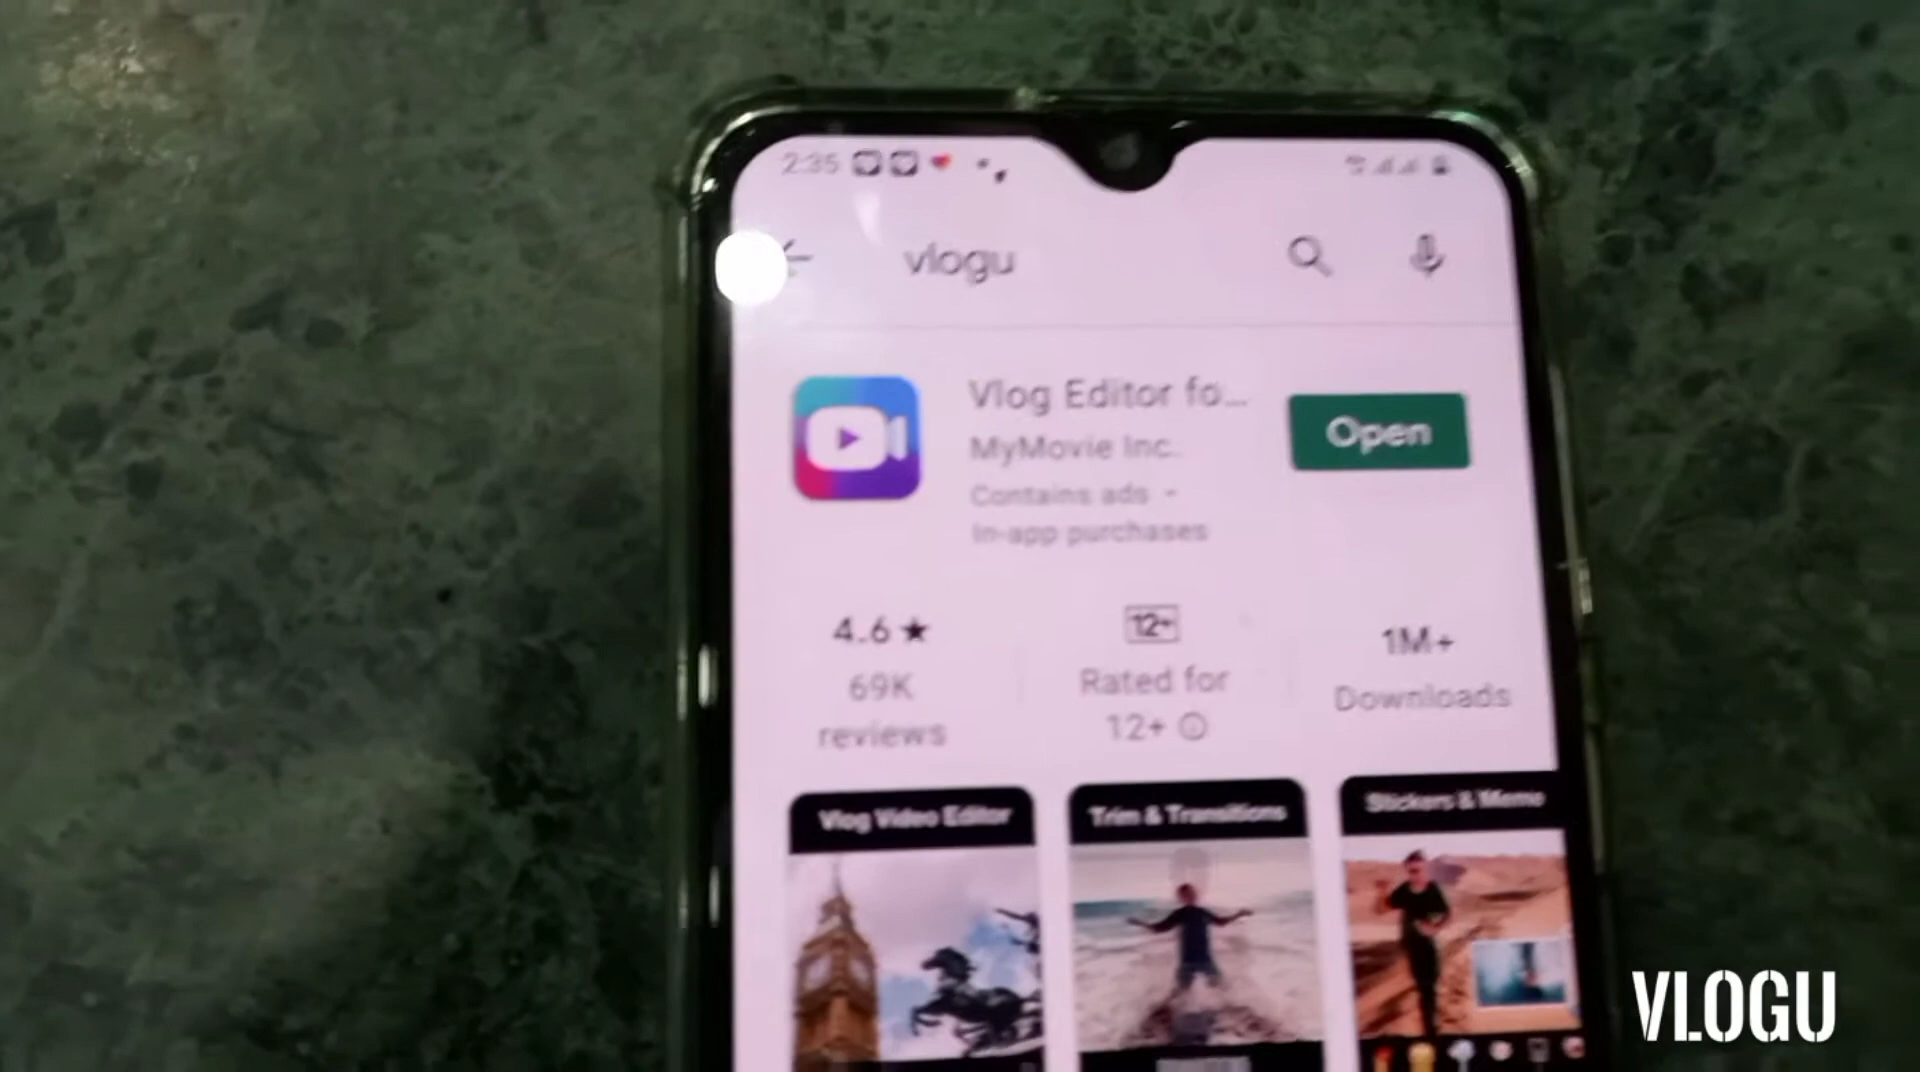 2:35
vlogu
Vlog Editor fo...
MyMovie Inc.
Open
Contains ads -
In-app purchases
4.6★
12+
1M+
69K
Rated for
Downloads
reviews
12+
Vlog Video Editor
Trim & Transitions
Stickers & Meme
VLOGU